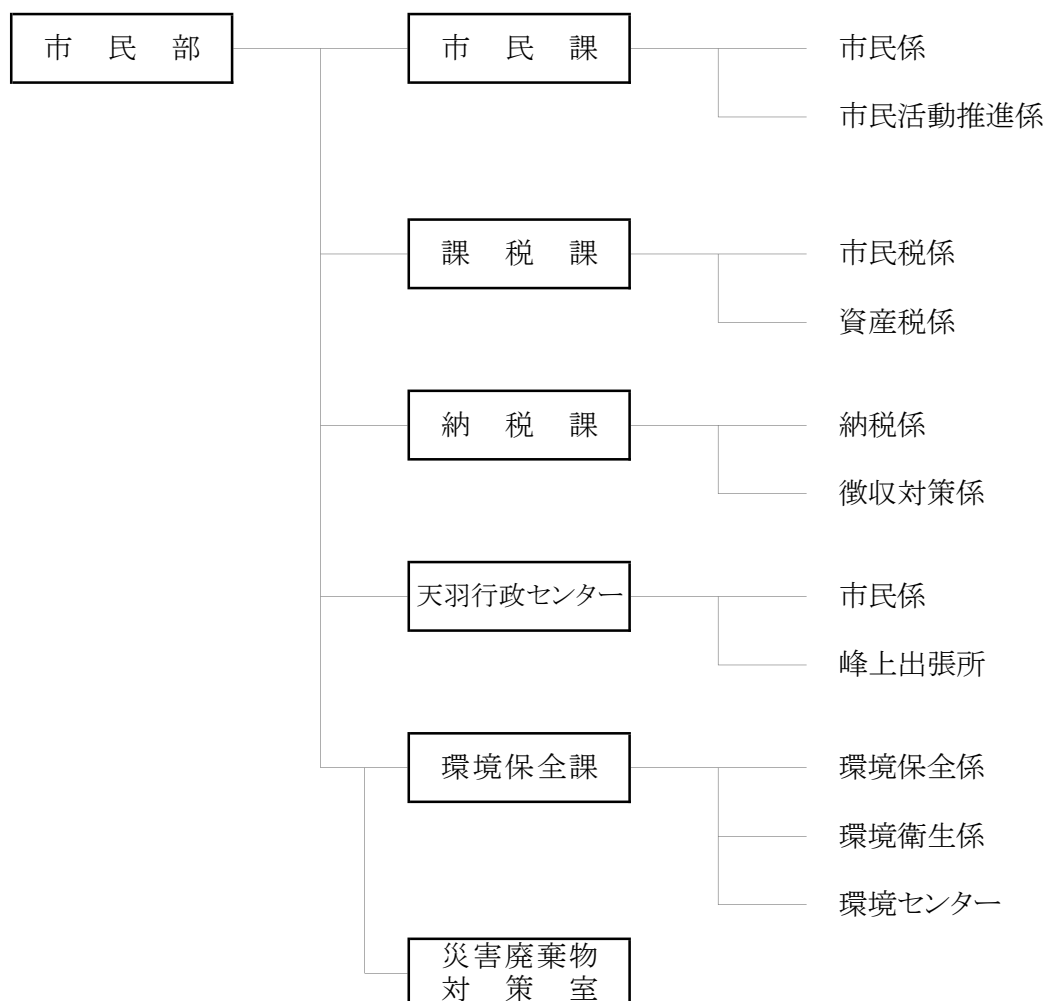 市民部
市民課
市民係
市民活動推進係
課税課
市民税係
資産税係
納税課
納税係
徴収対策係
天羽行政センター
市民係
峰上出張所
環境保全課
環境保全係
環境衛生係
環境センター
災害廃棄物
対策室